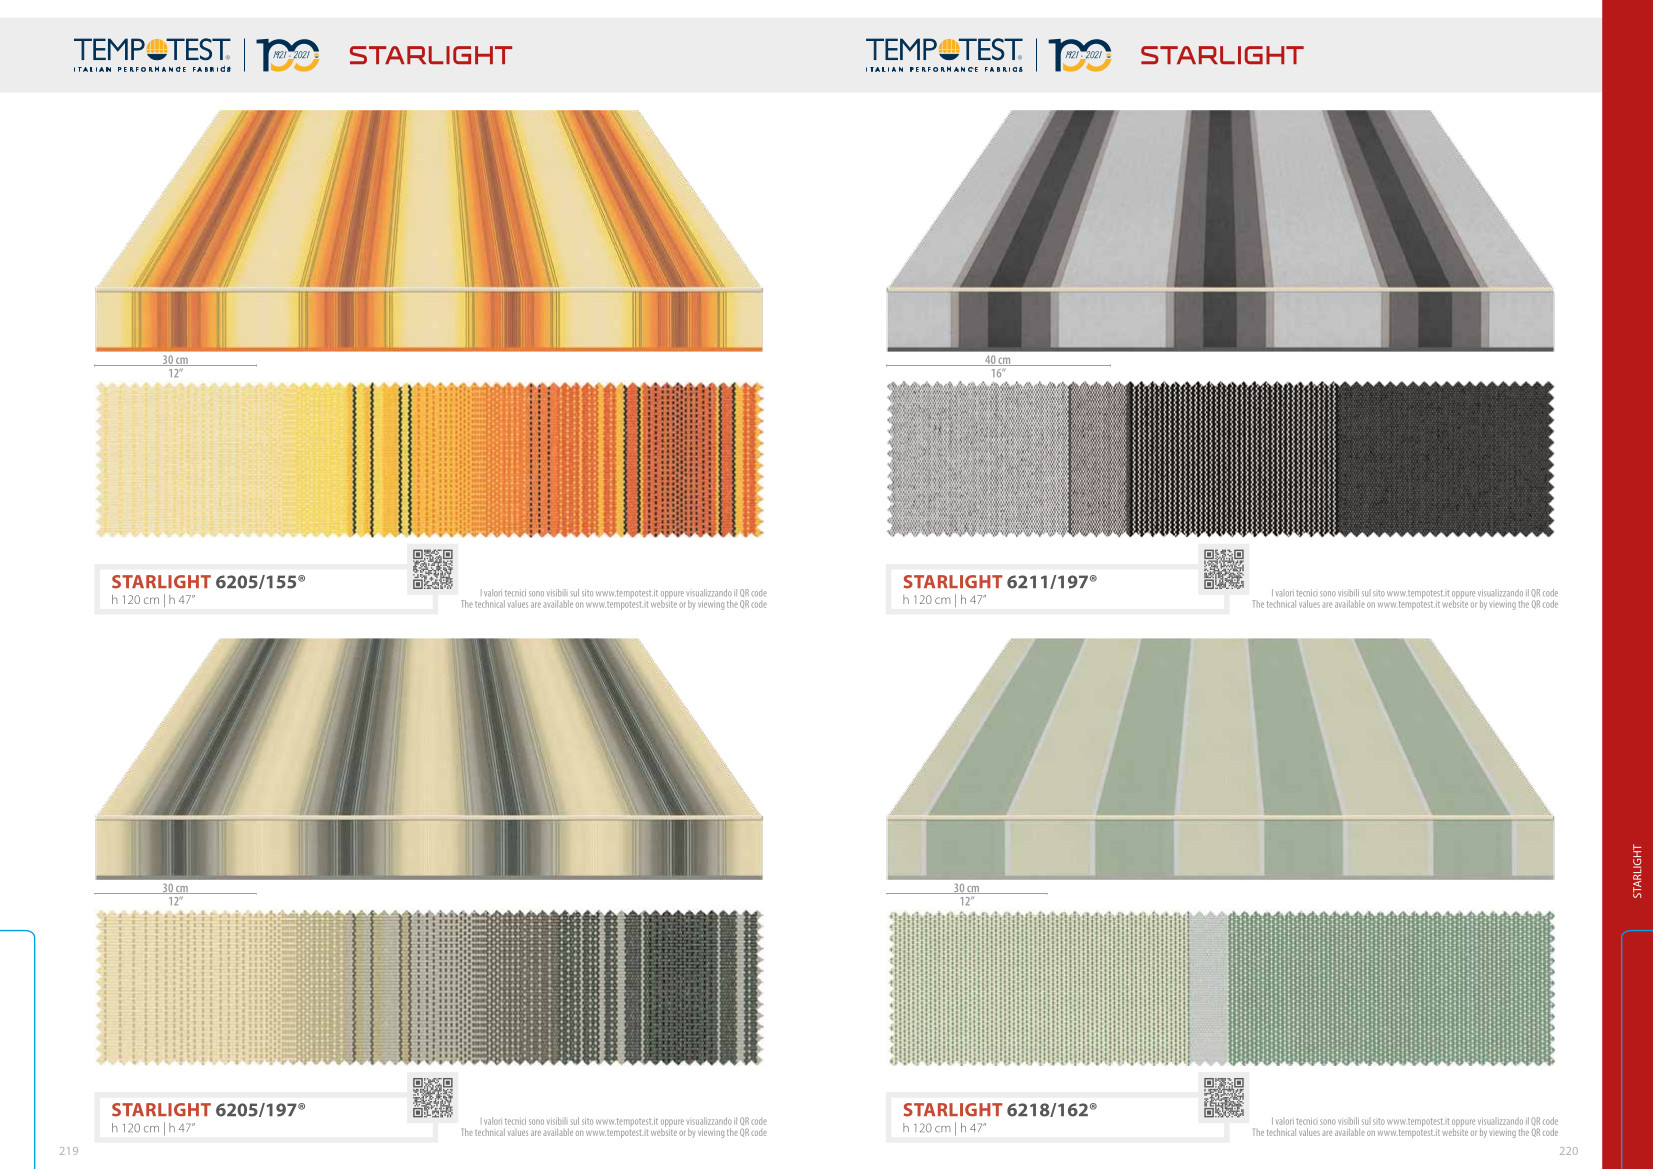 TEMPOTEST®
ITALIAN PERFORMANCE FABRICS
100
1921 - 2021
STARLIGHT
30 cm
12”
STARLIGHT 6205/155®
h 120 cm | h 47”
I valori tecnici sono visibili sul sito www.tempotest.it oppure visualizzando il QR code
The technical values are available on www.tempotest.it website or by viewing the QR code
30 cm
12”
STARLIGHT 6205/197®
h 120 cm | h 47”
I valori tecnici sono visibili sul sito www.tempotest.it oppure visualizzando il QR code
The technical values are available on www.tempotest.it website or by viewing the QR code
219
TEMPOTEST®
ITALIAN PERFORMANCE FABRICS
100
1921 - 2021
STARLIGHT
40 cm
16”
STARLIGHT 6211/197®
h 120 cm | h 47”
I valori tecnici sono visibili sul sito www.tempotest.it oppure visualizzando il QR code
The technical values are available on www.tempotest.it website or by viewing the QR code
30 cm
12”
STARLIGHT 6218/162®
h 120 cm | h 47”
I valori tecnici sono visibili sul sito www.tempotest.it oppure visualizzando il QR code
The technical values are available on www.tempotest.it website or by viewing the QR code
220
STARLIGHT